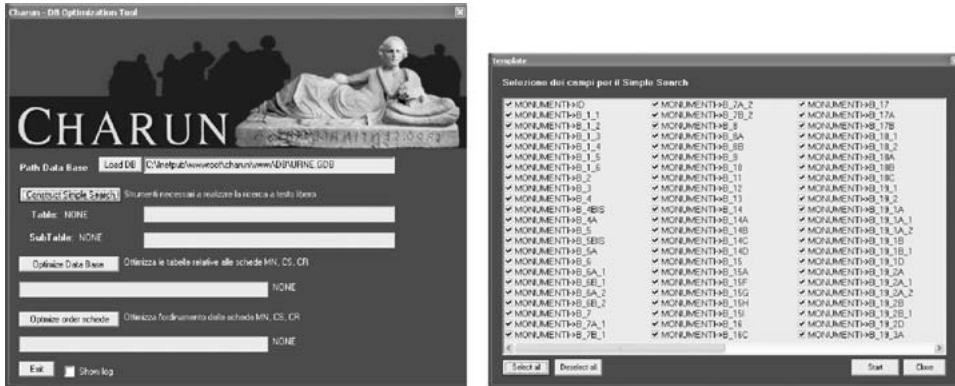 Charun - DB Optimization Tool
CHARUN
Path Data Base Load DB C:\Inetpub\wwwroot\charun\www\DB\URNE.GDB
Construct Simple Search Strumenti necessari a realizzare la ricerca a testo libero
Table: NONE
SubTable: NONE
Optimize Data Base Ottimizza le tabelle relative alle schede MN, CS, CR
NONE
Optimize order schede Ottimizza l'ordinamento delle schede MN, CS, CR
NONE
Exit Show log
template
Selezione dei campi per il Simple Search
MONUMENTI->ID MONUMENTI->B_7A_2 MONUMENTI->B_17
MONUMENTI->B_1_1 MONUMENTI->B_7B_2 MONUMENTI->B_17A
MONUMENTI->B_1_2 MONUMENTI->B_8 MONUMENTI->B_17B
MONUMENTI->B_1_3 MONUMENTI->B_8A MONUMENTI->B_18_1
MONUMENTI->B_1_4 MONUMENTI->B_8B MONUMENTI->B_18_2
MONUMENTI->B_1_5 MONUMENTI->B_9 MONUMENTI->B_18A
MONUMENTI->B_1_6 MONUMENTI->B_10 MONUMENTI->B_18B
MONUMENTI->B_2 MONUMENTI->B_11 MONUMENTI->B_18C
MONUMENTI->B_3 MONUMENTI->B_12 MONUMENTI->B_19_1
MONUMENTI->B_4 MONUMENTI->B_13 MONUMENTI->B_19_2
MONUMENTI->B_4BIS MONUMENTI->B_14 MONUMENTI->B_19_1A
MONUMENTI->B_4A MONUMENTI->B_14A MONUMENTI->B_19_1A_1
MONUMENTI->B_5 MONUMENTI->B_14B MONUMENTI->B_19_1A_2
MONUMENTI->B_5BIS MONUMENTI->B_14C MONUMENTI->B_19_1B
MONUMENTI->B_5A MONUMENTI->B_14D MONUMENTI->B_19_1B_1
MONUMENTI->B_6 MONUMENTI->B_15 MONUMENTI->B_19_1D
MONUMENTI->B_6A_1 MONUMENTI->B_15A MONUMENTI->B_19_2A
MONUMENTI->B_6B_1 MONUMENTI->B_15F MONUMENTI->B_19_2A_1
MONUMENTI->B_6A_2 MONUMENTI->B_15G MONUMENTI->B_19_2A_2
MONUMENTI->B_6B_2 MONUMENTI->B_15H MONUMENTI->B_19_2B
MONUMENTI->B_7 MONUMENTI->B_15I MONUMENTI->B_19_2B_1
MONUMENTI->B_7A_1 MONUMENTI->B_16 MONUMENTI->B_19_2D
MONUMENTI->B_7B_1 MONUMENTI->B_16C MONUMENTI->B_19_3A
Select all Deselect all Start Close